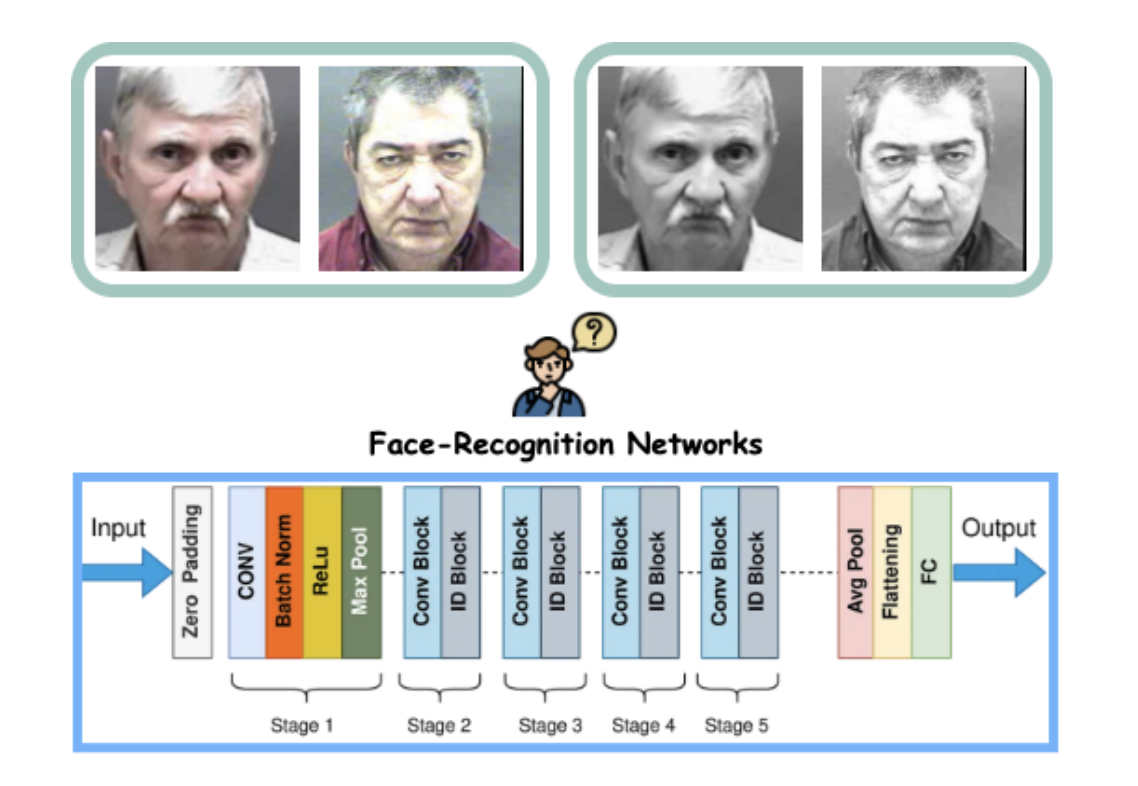 ?
Face-Recognition Networks
Input
Zero Padding
CONV
Batch Norm
ReLu
Max Pool
Conv Block
ID Block
Conv Block
ID Block
Conv Block
ID Block
Conv Block
ID Block
Avg Pool
Flattening
FC
Output
Stage 1
Stage 2
Stage 3
Stage 4
Stage 5